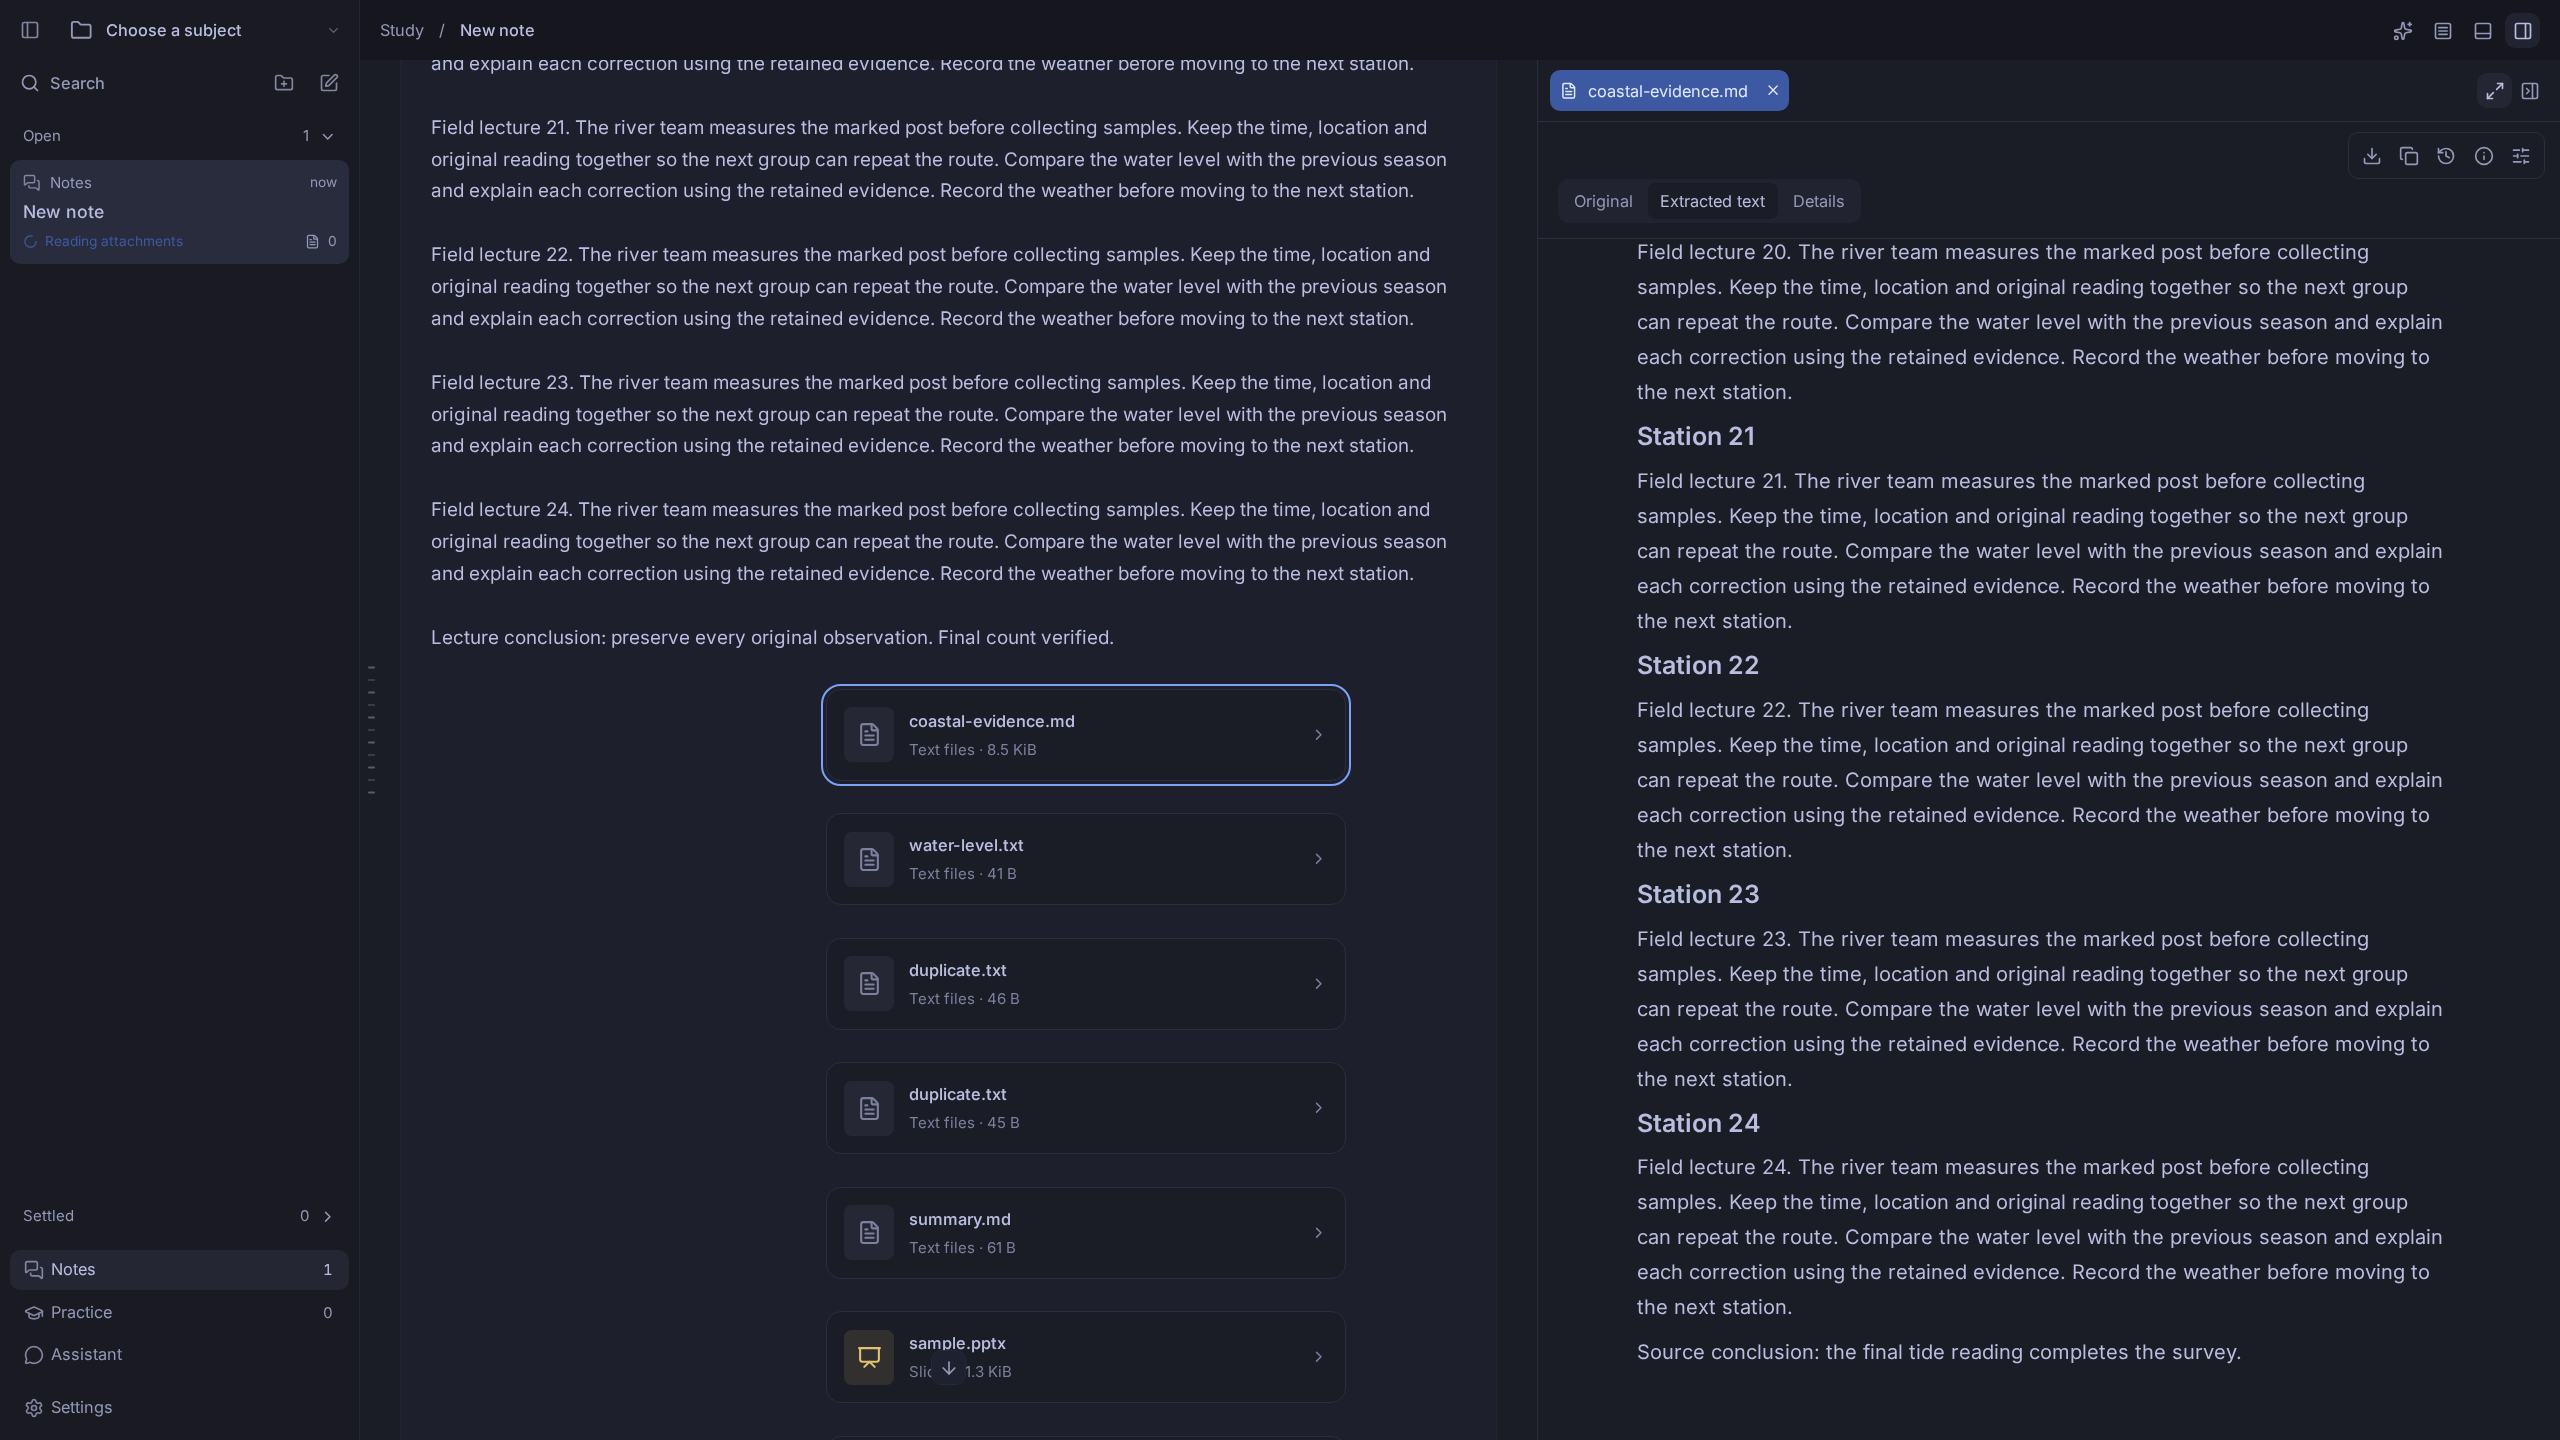 Choose a subject
Search
Open 1
Notes now
New note
Reading attachments 0
Settled 0
Notes 1
Practice 0
Assistant
Settings
Study / New note
and explain each correction using the retained evidence. Record the weather before moving to the next station.
Field lecture 21. The river team measures the marked post before collecting samples. Keep the time, location and
original reading together so the next group can repeat the route. Compare the water level with the previous season
and explain each correction using the retained evidence. Record the weather before moving to the next station.
Field lecture 22. The river team measures the marked post before collecting samples. Keep the time, location and
original reading together so the next group can repeat the route. Compare the water level with the previous season
and explain each correction using the retained evidence. Record the weather before moving to the next station.
Field lecture 23. The river team measures the marked post before collecting samples. Keep the time, location and
original reading together so the next group can repeat the route. Compare the water level with the previous season
and explain each correction using the retained evidence. Record the weather before moving to the next station.
Field lecture 24. The river team measures the marked post before collecting samples. Keep the time, location and
original reading together so the next group can repeat the route. Compare the water level with the previous season
and explain each correction using the retained evidence. Record the weather before moving to the next station.
Lecture conclusion: preserve every original observation. Final count verified.
coastal-evidence.md
Text files · 8.5 KiB
water-level.txt
Text files · 41 B
duplicate.txt
Text files · 46 B
duplicate.txt
Text files · 45 B
summary.md
Text files · 61 B
sample.pptx
1.3 KiB
coastal-evidence.md
Original Extracted text Details
Field lecture 20. The river team measures the marked post before collecting
samples. Keep the time, location and original reading together so the next group
can repeat the route. Compare the water level with the previous season and explain
each correction using the retained evidence. Record the weather before moving to
the next station.
Station 21
Field lecture 21. The river team measures the marked post before collecting
samples. Keep the time, location and original reading together so the next group
can repeat the route. Compare the water level with the previous season and explain
each correction using the retained evidence. Record the weather before moving to
the next station.
Station 22
Field lecture 22. The river team measures the marked post before collecting
samples. Keep the time, location and original reading together so the next group
can repeat the route. Compare the water level with the previous season and explain
each correction using the retained evidence. Record the weather before moving to
the next station.
Station 23
Field lecture 23. The river team measures the marked post before collecting
samples. Keep the time, location and original reading together so the next group
can repeat the route. Compare the water level with the previous season and explain
each correction using the retained evidence. Record the weather before moving to
the next station.
Station 24
Field lecture 24. The river team measures the marked post before collecting
samples. Keep the time, location and original reading together so the next group
can repeat the route. Compare the water level with the previous season and explain
each correction using the retained evidence. Record the weather before moving to
the next station.
Source conclusion: the final tide reading completes the survey.